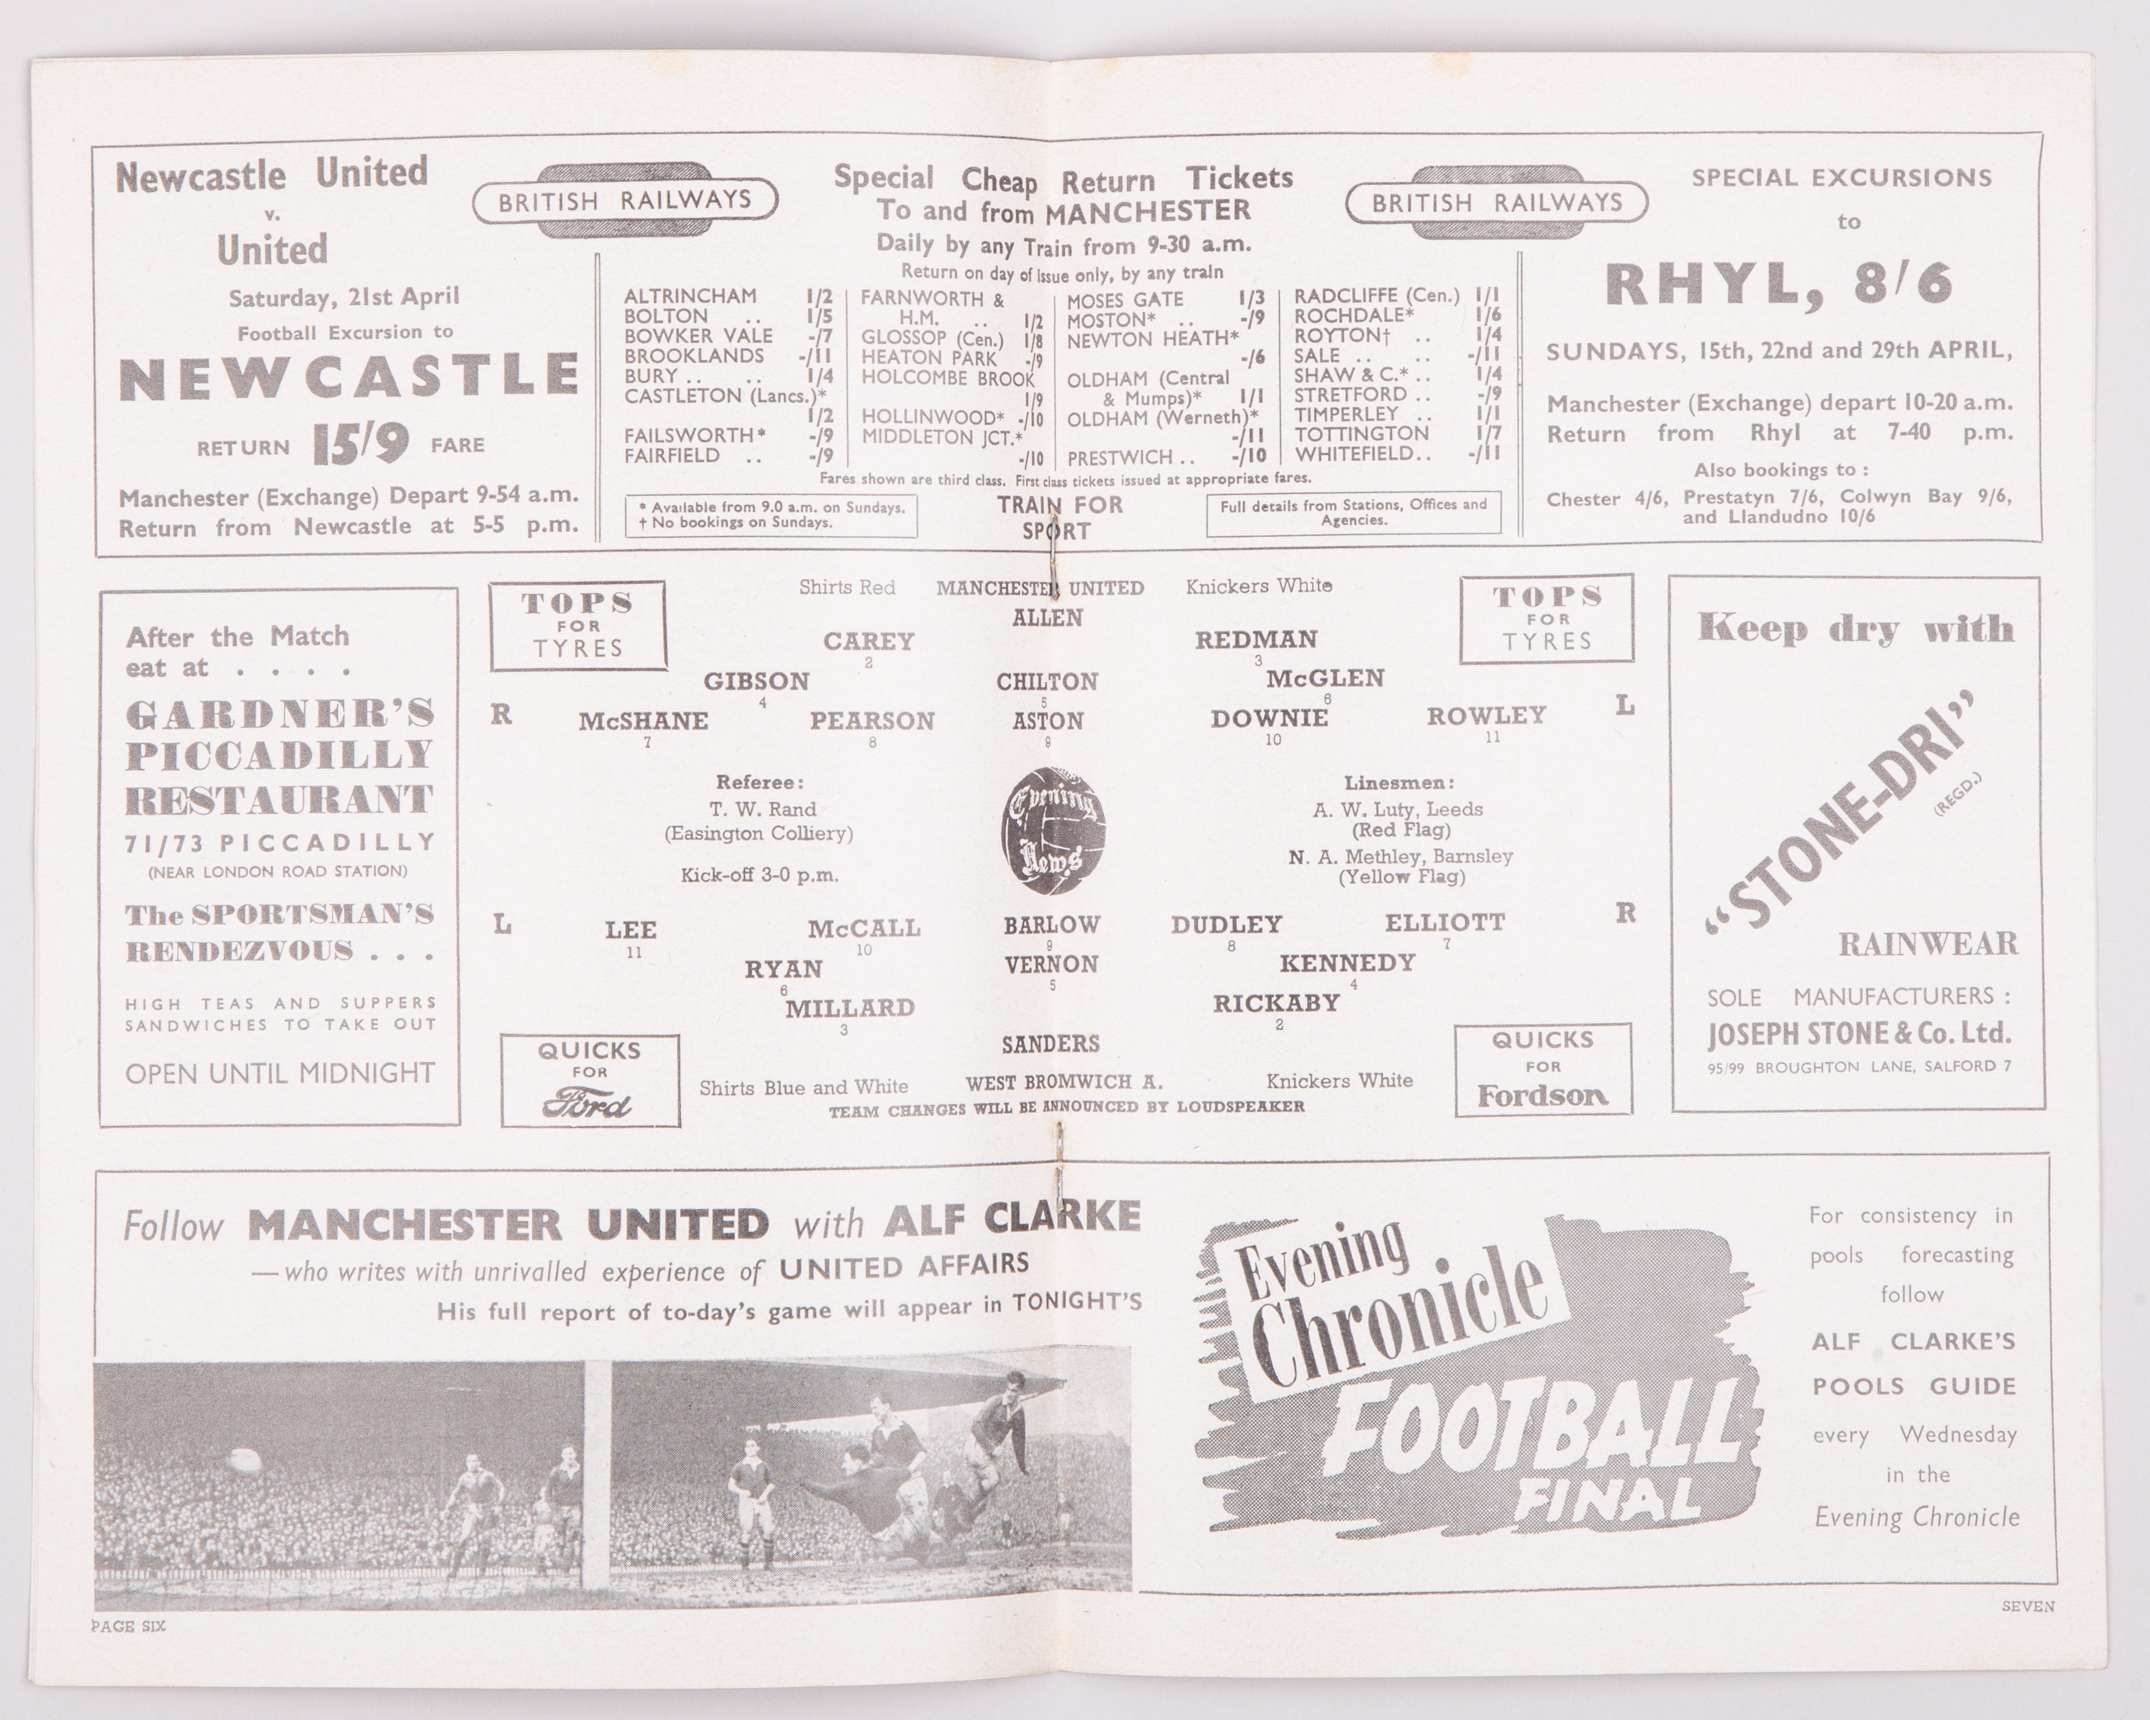 Newcastle United
v.
United
Saturday, 21st April
Football Excursion to
NEWCASTLE
RETURN 15/9 FARE
Manchester (Exchange) Depart 9-54 a.m.
Return from Newcastle at 5-5 p.m.
BRITISH RAILWAYS
Special Cheap Return Tickets
To and from MANCHESTER
Daily by any Train from 9-30 a.m.
Return on day of issue only, by any train
BRITISH RAILWAYS
ALTRINCHAM 1/2
BOLTON .. 1/5
BOWKER VALE -/7
BROOKLANDS -/11
BURY .. .. 1/4
CASTLETON (Lancs.)*
1/2
FAILSWORTH* -/9
FAIRFIELD .. -/9
FARNWORTH &
H.M. .. 1/2
GLOSSOP (Cen.) 1/8
HEATON PARK -/9
HOLCOMBE BROOK
1/9
HOLLINWOOD* -/10
MIDDLETON JCT.*
-/10
MOSES GATE 1/3
MOSTON* .. -/9
NEWTON HEATH*
-/6
OLDHAM (Central
& Mumps)* 1/1
OLDHAM (Werneth)*
-/11
PRESTWICH .. -/10
RADCLIFFE (Cen.) 1/1
ROCHDALE* 1/6
ROYTON† .. 1/4
SALE .. .. -/11
SHAW & C.* .. 1/4
STRETFORD .. -/9
TIMPERLEY .. 1/1
TOTTINGTON 1/7
WHITEFIELD .. -/11
Fares shown are third class. First class tickets issued at appropriate fares.
* Available from 9.0 a.m. on Sundays.
† No bookings on Sundays.
TRAIN FOR
SPORT
Full details from Stations, Offices and
Agencies.
SPECIAL EXCURSIONS
to
RHYL, 8/6
SUNDAYS, 15th, 22nd and 29th APRIL,
Manchester (Exchange) depart 10-20 a.m.
Return from Rhyl at 7-40 p.m.
Also bookings to :
Chester 4/6, Prestatyn 7/6, Colwyn Bay 9/6,
and Llandudno 10/6
After the Match
eat at . . . .
GARDNER'S
PICCADILLY
RESTAURANT
71/73 PICCADILLY
(NEAR LONDON ROAD STATION)
The SPORTSMAN'S
RENDEZVOUS . . .
HIGH TEAS AND SUPPERS
SANDWICHES TO TAKE OUT
OPEN UNTIL MIDNIGHT
TOPS
FOR
TYRES
Shirts Red MANCHESTER UNITED Knickers White
TOPS
FOR
TYRES
ALLEN
CAREY REDMAN
2 3
GIBSON CHILTON McGLEN
4 5 6
R McSHANE PEARSON ASTON DOWNIE ROWLEY L
7 8 9 10 11
Referee:
T. W. Rand
(Easington Colliery)
Kick-off 3-0 p.m.
Evening
News
Linesmen:
A. W. Luty, Leeds
(Red Flag)
N. A. Methley, Barnsley
(Yellow Flag)
L LEE McCALL BARLOW DUDLEY ELLIOTT R
11 10 9 8 7
RYAN VERNON KENNEDY
6 5 4
MILLARD RICKABY
3 2
SANDERS
QUICKS
FOR
Ford
Shirts Blue and White WEST BROMWICH A. Knickers White
TEAM CHANGES WILL BE ANNOUNCED BY LOUDSPEAKER
QUICKS
FOR
Fordson
Keep dry with
"STONE-DRI"
(REGD.)
RAINWEAR
SOLE MANUFACTURERS :
JOSEPH STONE & Co. Ltd.
95/99 BROUGHTON LANE, SALFORD 7
Follow MANCHESTER UNITED with ALF CLARKE
—who writes with unrivalled experience of UNITED AFFAIRS
His full report of to-day's game will appear in TONIGHT'S
Evening
Chronicle
FOOTBALL
FINAL
For consistency in
pools forecasting
follow
ALF CLARKE'S
POOLS GUIDE
every Wednesday
in the
Evening Chronicle
PAGE SIX
SEVEN